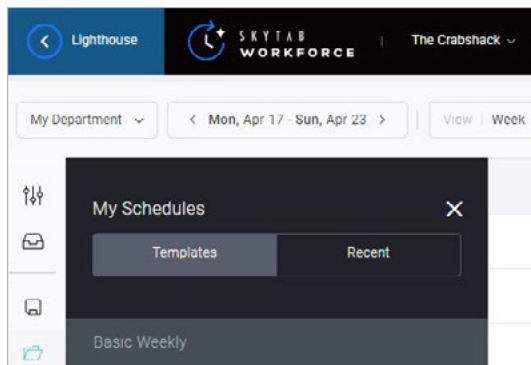 Lighthouse
SKYTAB
WORKFORCE
The Crabshack
My Department
Mon, Apr 17 - Sun, Apr 23
View Week
My Schedules
Templates
Recent
Basic Weekly